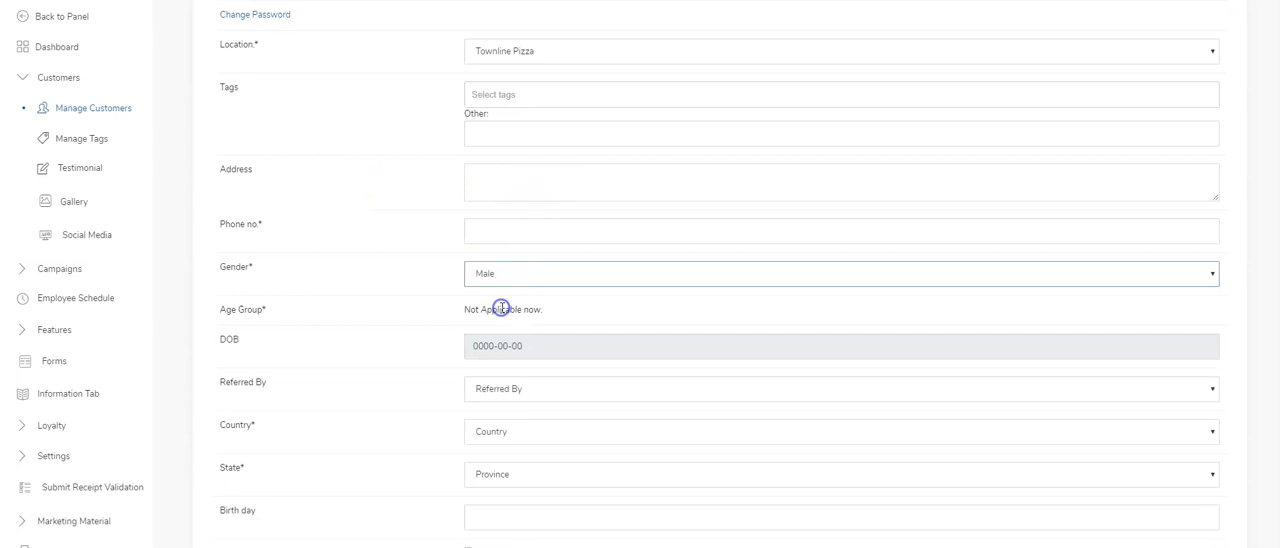 Back to Panel
Dashboard
Customers
Manage Customers
Manage Tags
Testimonial
Gallery
Social Media
Campaigns
Employee Schedule
Features
Forms
Information Tab
Loyalty
Settings
Submit Receipt Validation
Marketing Material
Change Password
Location.*
Townline Pizza
Tags
Select tags
Other:
Address
Phone no.*
Gender*
Male
Age Group*
Not Applicable now.
DOB
0000-00-00
Referred By
Referred By
Country*
Country
State*
Province
Birth day